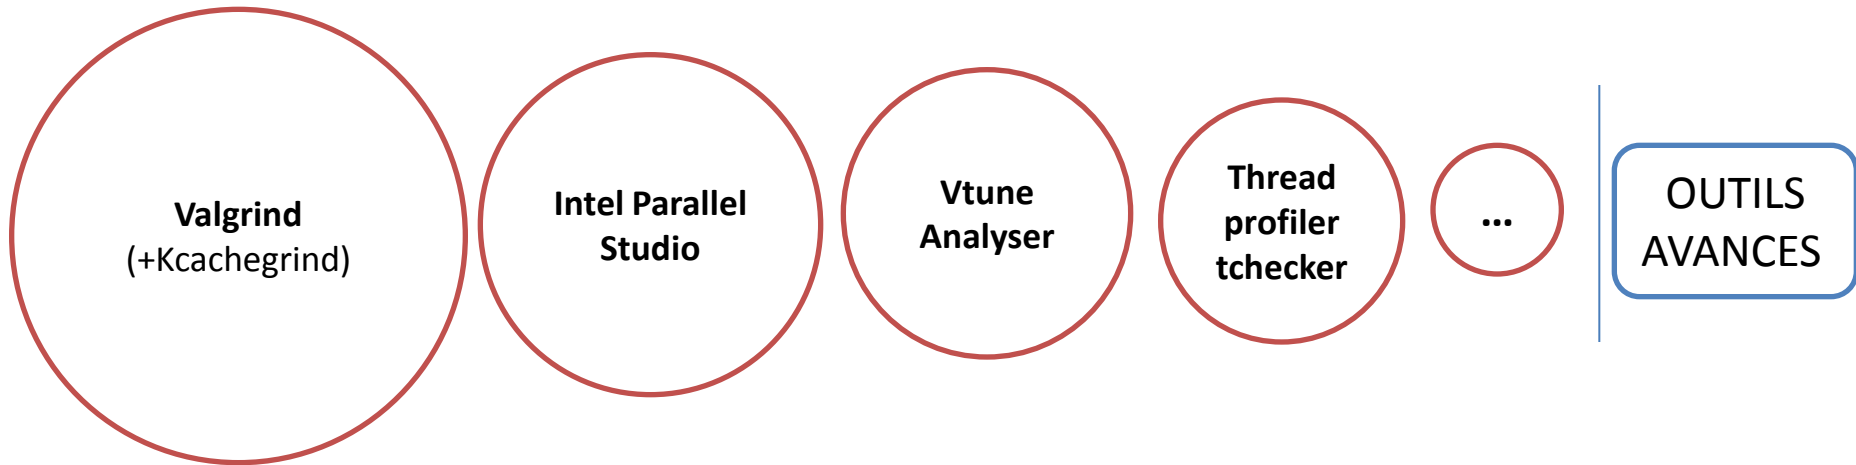 Valgrind
(+Kcachegrind)
Intel Parallel
Studio
Vtune
Analyser
Thread
profiler
tchecker
...
OUTILS
AVANCES